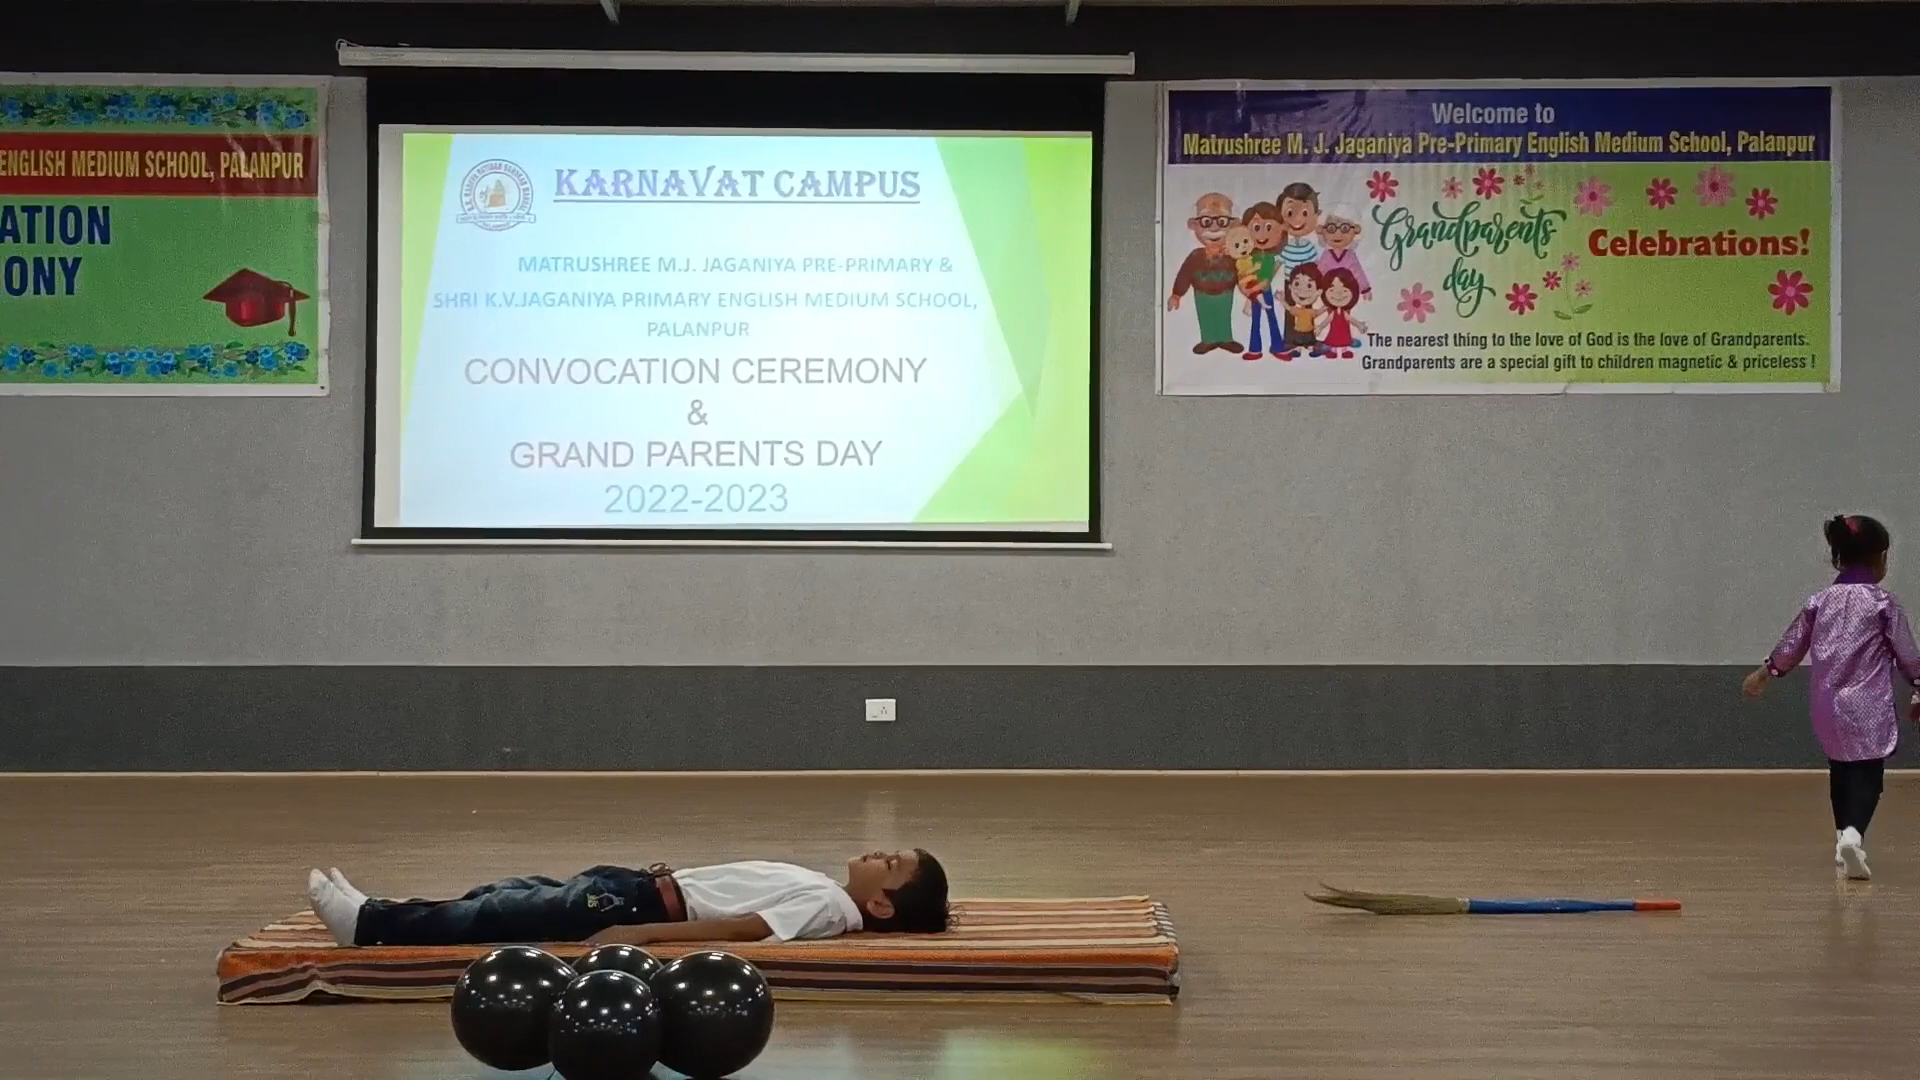 ENGLISH MEDIUM SCHOOL, PALANPUR
ATION
ONY
KARNAVAT CAMPUS
MATRUSHREE M.J. JAGANIYA PRE-PRIMARY &
SHRI K.V.JAGANIYA PRIMARY ENGLISH MEDIUM SCHOOL,
PALANPUR
CONVOCATION CEREMONY
&
GRAND PARENTS DAY
2022-2023
Welcome to
Matrushree M. J. Jaganiya Pre-Primary English Medium School, Palanpur
Grandparents
day
Celebrations!
The nearest thing to the love of God is the love of Grandparents.
Grandparents are a special gift to children magnetic & priceless !